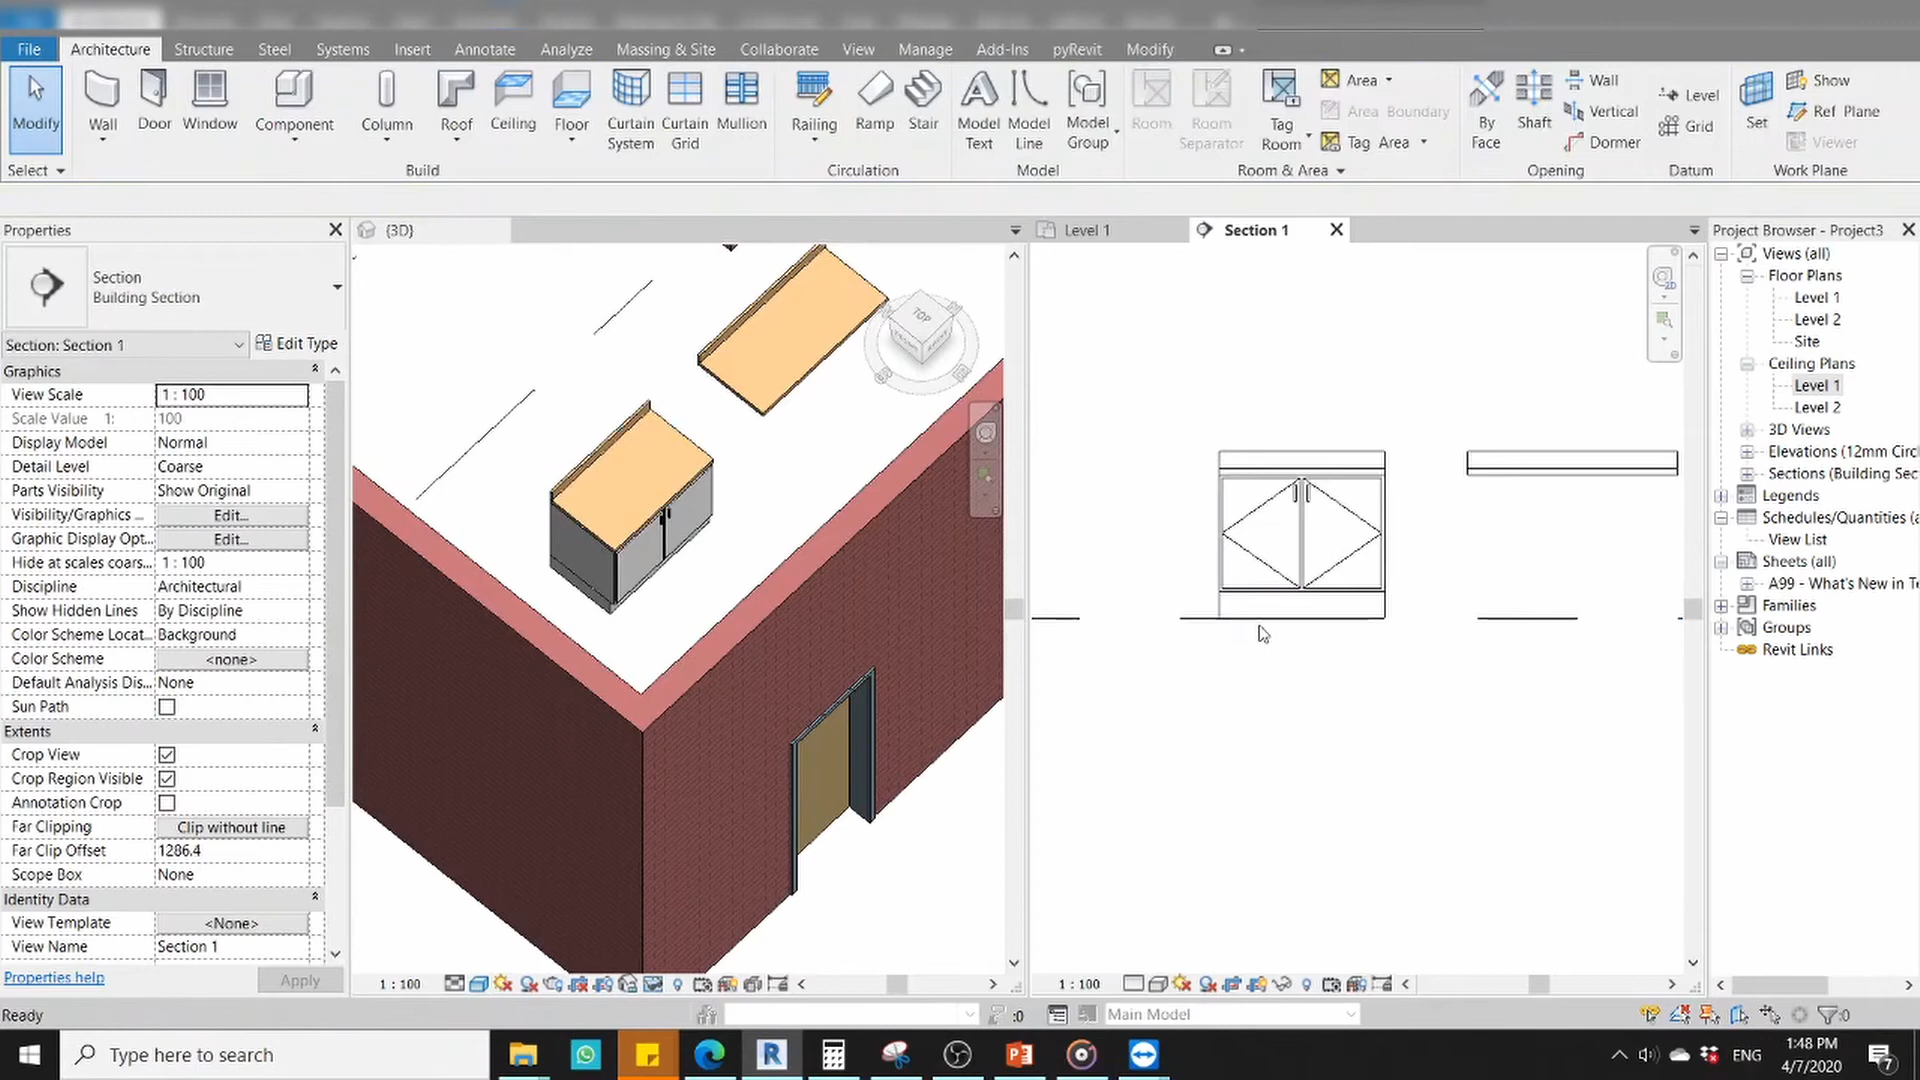 File Architecture Structure Steel Systems Insert Annotate Analyze Massing & Site Collaborate View Manage Add-Ins pyRevit Modify
Modify Wall Door Window Component Column Roof Ceiling Floor Curtain System Curtain Grid Mullion Railing Ramp Stair Model Text Model Line Model Group Room Room Separator Tag Room Area Area Boundary Tag Area By Face Shaft Wall Vertical Dormer Level Grid Set Show Ref Plane Viewer
Select Build Circulation Model Room & Area Opening Datum Work Plane
Properties
Section
Building Section
Section: Section 1 Edit Type
Graphics
View Scale 1 : 100
Scale Value 1: 100
Display Model Normal
Detail Level Coarse
Parts Visibility Show Original
Visibility/Graphics ... Edit...
Graphic Display Opt... Edit...
Hide at scales coars... 1 : 100
Discipline Architectural
Show Hidden Lines By Discipline
Color Scheme Locat... Background
Color Scheme <none>
Default Analysis Dis... None
Sun Path
Extents
Crop View
Crop Region Visible
Annotation Crop
Far Clipping Clip without line
Far Clip Offset 1286.4
Scope Box None
Identity Data
View Template <None>
View Name Section 1
Properties help Apply
{3D}
TOP
1 : 100
Level 1 Section 1
2D
1 : 100
Project Browser - Project3
Views (all)
Floor Plans
Level 1
Level 2
Site
Ceiling Plans
Level 1
Level 2
3D Views
Elevations (12mm Circl
Sections (Building Sec
Legends
Schedules/Quantities (a
View List
Sheets (all)
A99 - What's New in Te
Families
Groups
Revit Links
Ready :0 Main Model :0
Type here to search
ENG
1:48 PM
4/7/2020
7